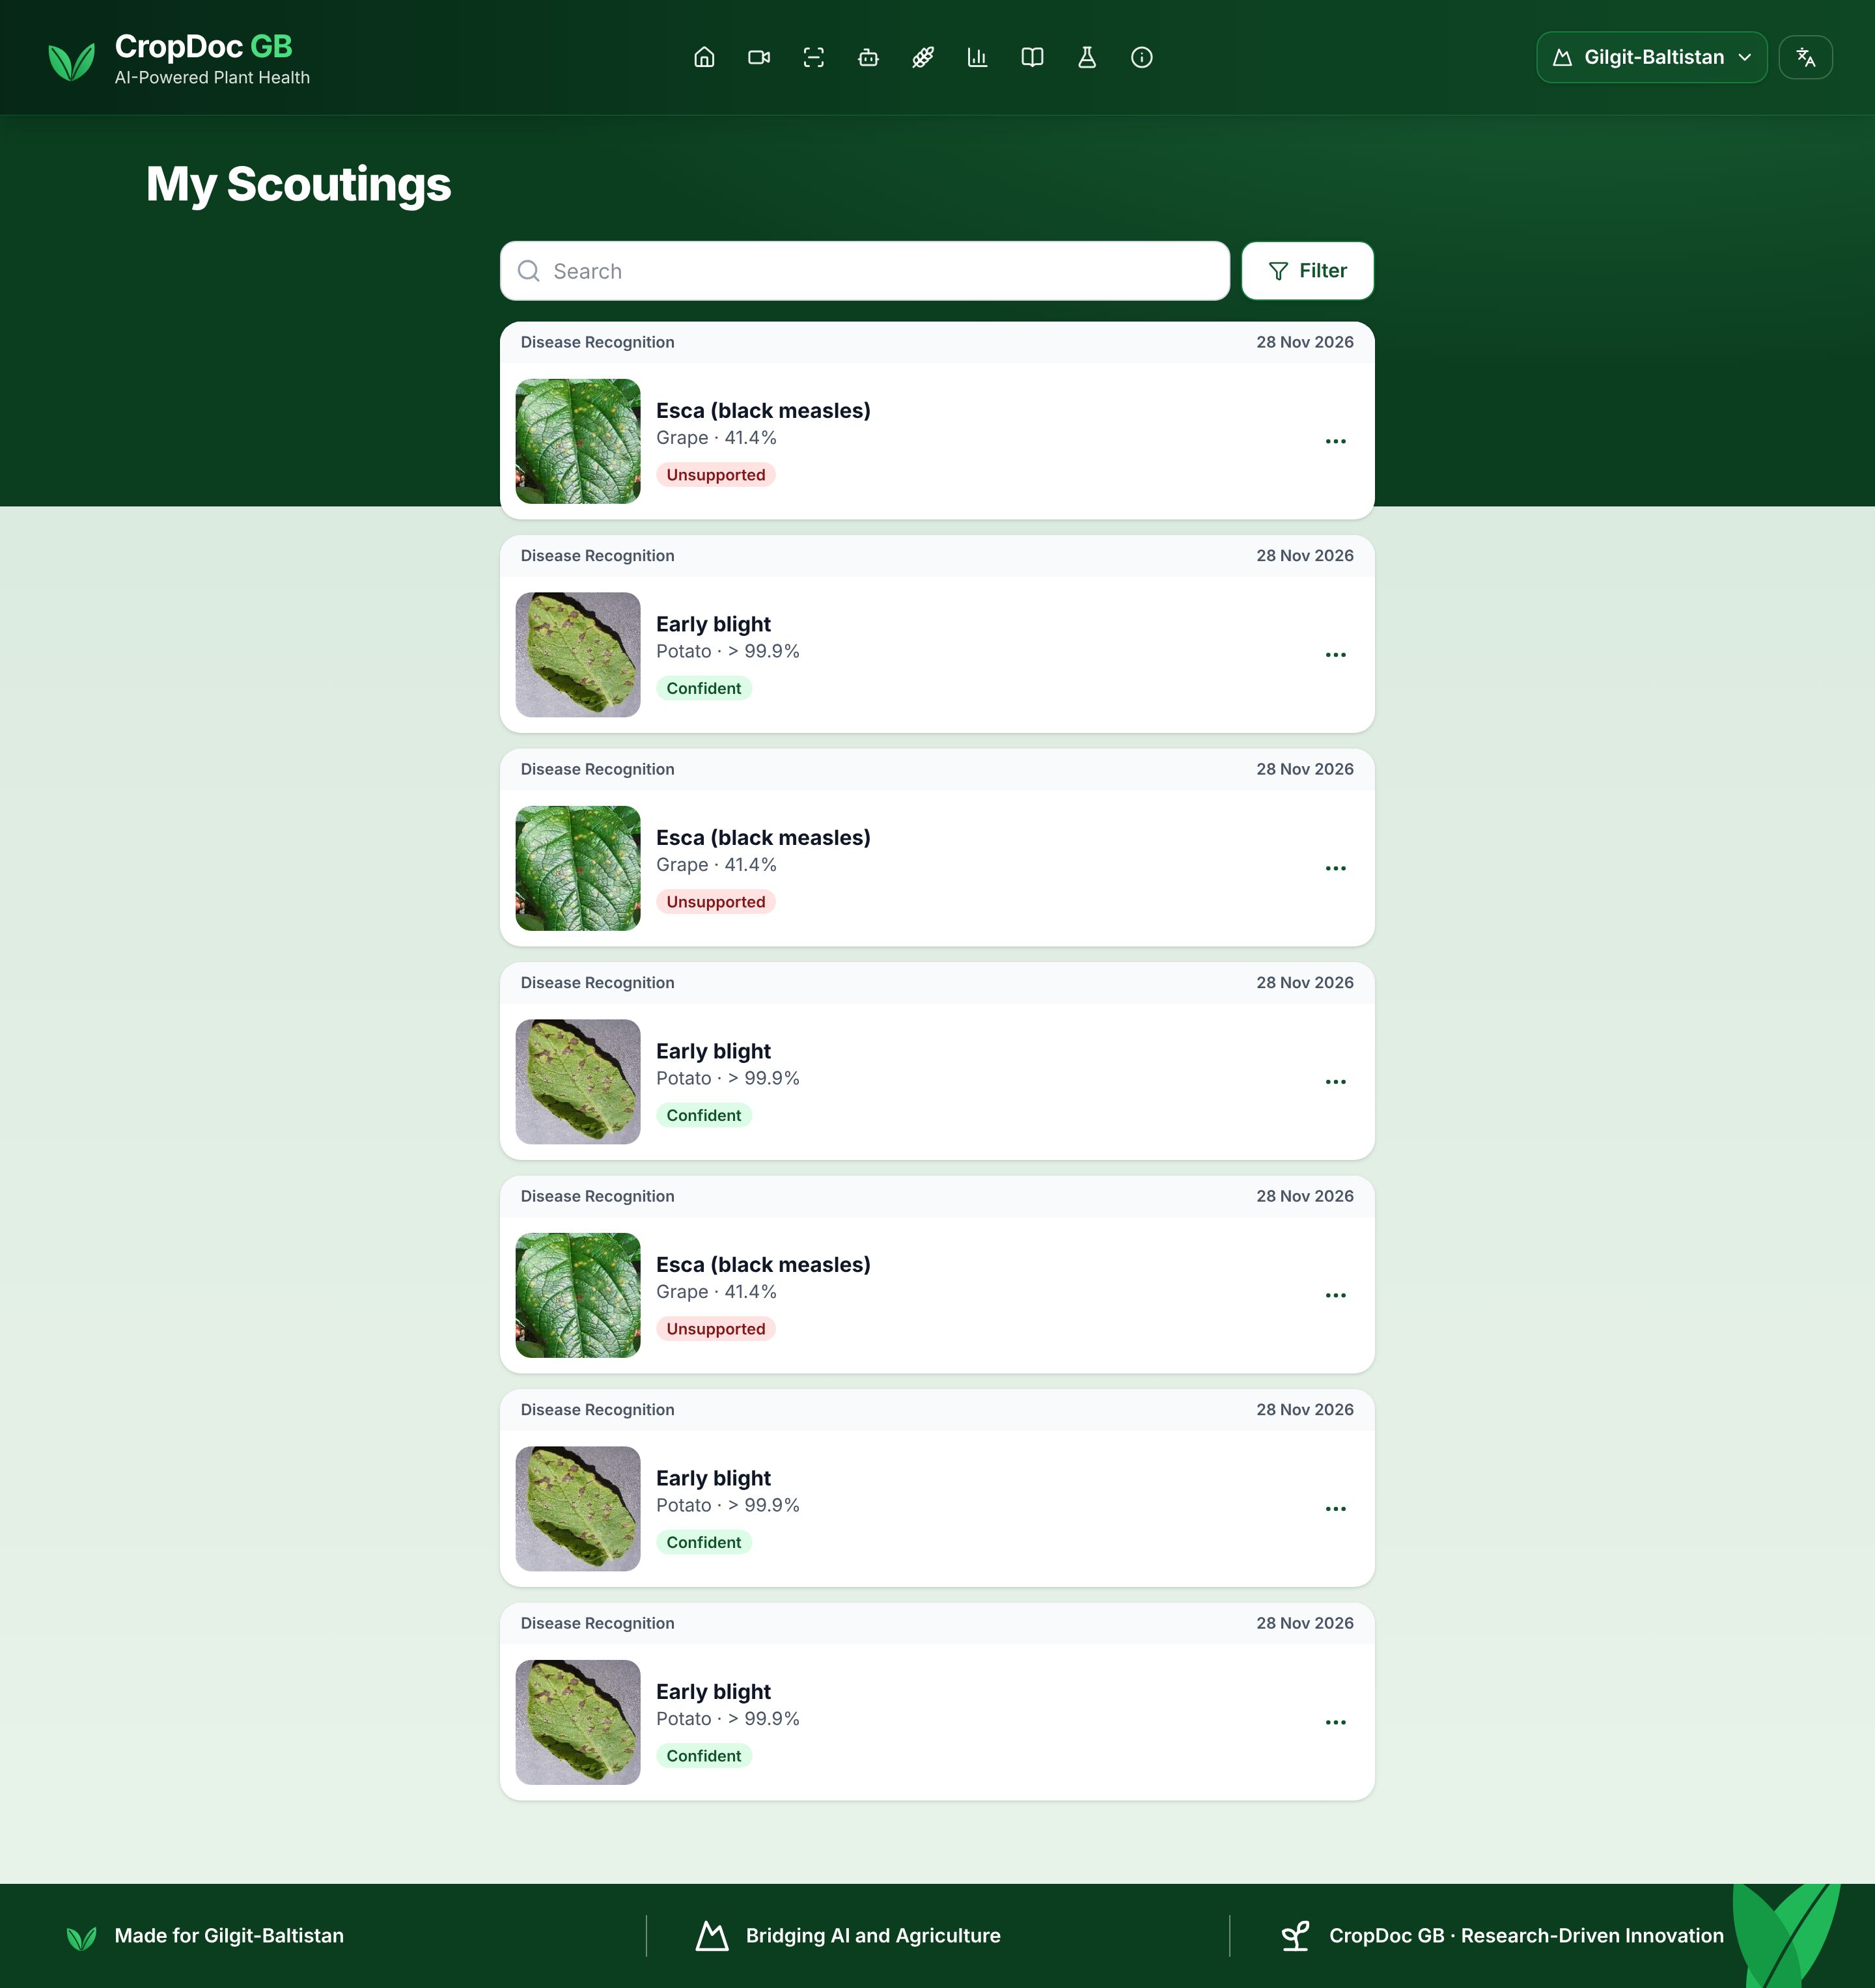 CropDoc GB
AI-Powered Plant Health
Gilgit-Baltistan
My Scoutings
Search
Filter
Disease Recognition 28 Nov 2026
Esca (black measles)
Grape · 41.4%
Unsupported
Disease Recognition 28 Nov 2026
Early blight
Potato · > 99.9%
Confident
Disease Recognition 28 Nov 2026
Esca (black measles)
Grape · 41.4%
Unsupported
Disease Recognition 28 Nov 2026
Early blight
Potato · > 99.9%
Confident
Disease Recognition 28 Nov 2026
Esca (black measles)
Grape · 41.4%
Unsupported
Disease Recognition 28 Nov 2026
Early blight
Potato · > 99.9%
Confident
Disease Recognition 28 Nov 2026
Early blight
Potato · > 99.9%
Confident
Made for Gilgit-Baltistan
Bridging AI and Agriculture
CropDoc GB · Research-Driven Innovation